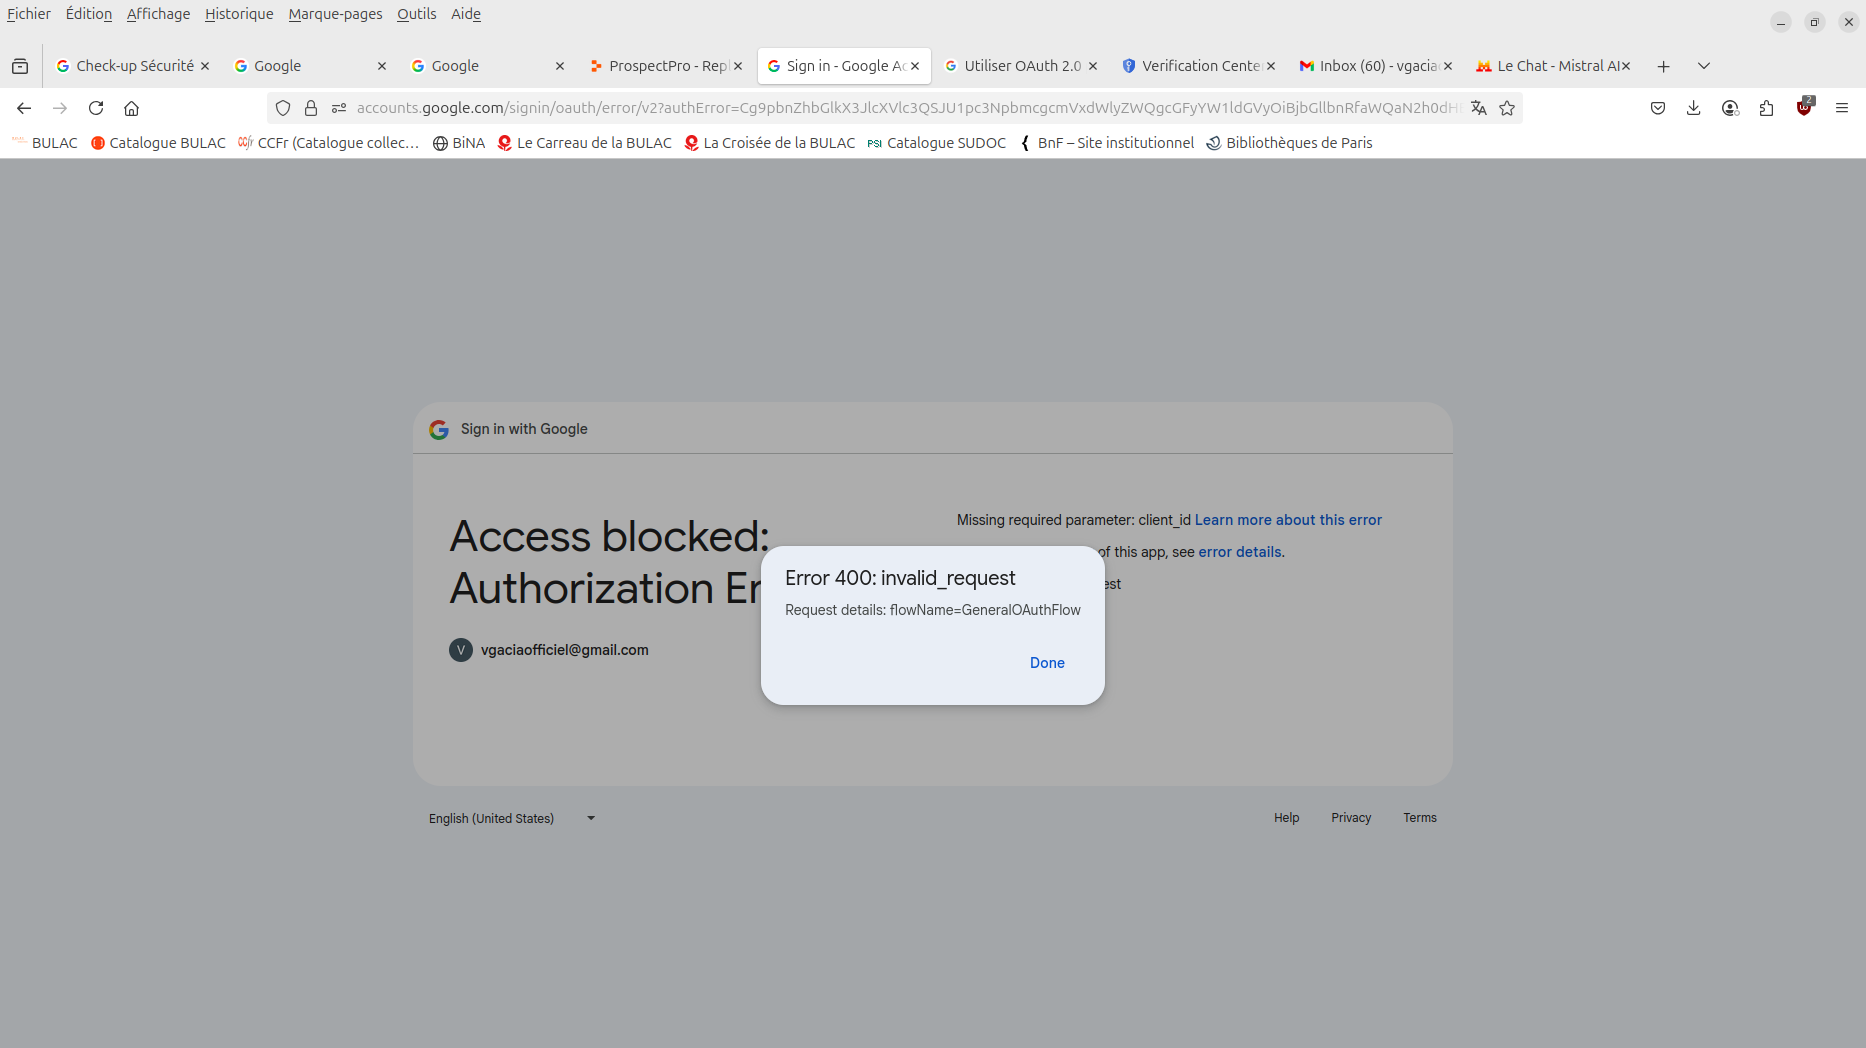 Fichier Édition Affichage Historique Marque-pages Outils Aide
Check-up Sécurité Google Google ProspectPro - Repl Sign in - Google Ac Utiliser OAuth 2.0 Verification Center Inbox (60) - vgacia Le Chat - Mistral AI
accounts.google.com/signin/oauth/error/v2?authError=
2
BULAC Catalogue BULAC CCFr (Catalogue collec… BiNA Le Carreau de la BULAC La Croisée de la BULAC PSI Catalogue SUDOC BnF – Site institutionnel Bibliothèques de Paris
Sign in with Google
Access blocked:
Authorization Er
V vgaciaofficiel@gmail.com
Missing required parameter: client_id Learn more about this error
of this app, see error details.
est
Error 400: invalid_request
Request details: flowName=GeneralOAuthFlow
Done
English (United States)
Help Privacy Terms